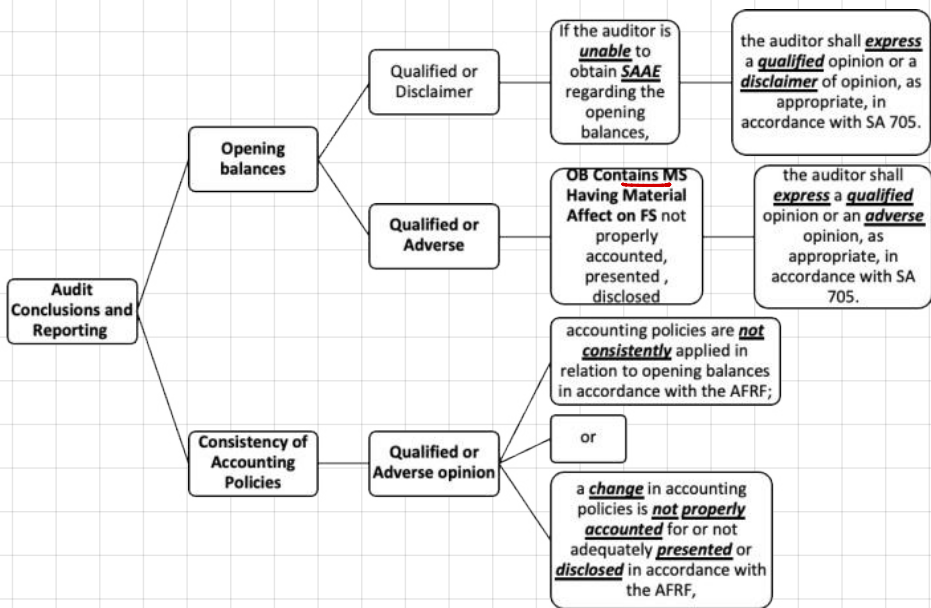 Audit
Conclusions and
Reporting
Opening
balances
Qualified or
Disclaimer
If the auditor is
unable to
obtain SAAE
regarding the
opening
balances,
the auditor shall express
a qualified opinion or a
disclaimer of opinion, as
appropriate, in
accordance with SA 705.
Qualified or
Adverse
OB Contains MS
Having Material
Affect on FS not
properly
accounted,
presented ,
disclosed
the auditor shall
express a qualified
opinion or an adverse
opinion, as
appropriate, in
accordance with SA
705.
Consistency of
Accounting
Policies
Qualified or
Adverse opinion
accounting policies are not
consistently applied in
relation to opening balances
in accordance with the AFRF;
or
a change in accounting
policies is not properly
accounted for or not
adequately presented or
disclosed in accordance with
the AFRF,